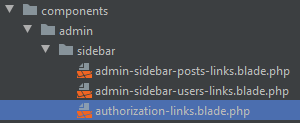 components
admin
sidebar
admin-sidebar-posts-links.blade.php
admin-sidebar-users-links.blade.php
authorization-links.blade.php